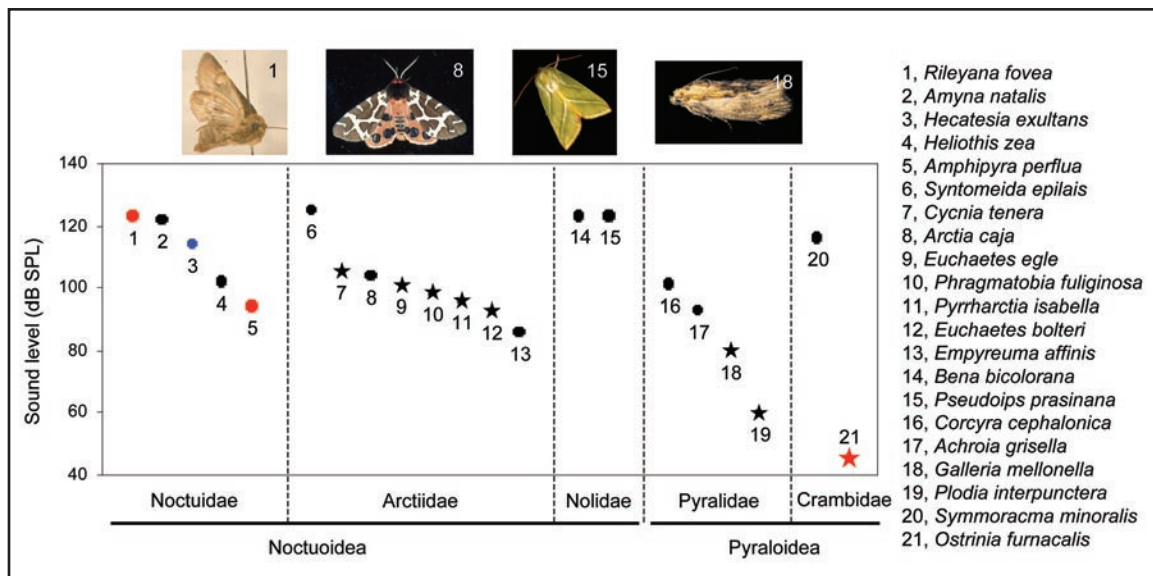 1
8
15
18
140
120
100
80
60
40
Sound level (dB SPL)
1
2
3
4
5
6
7
8
9
10
11
12
13
14
15
16
17
18
19
20
21
Noctuidae
Arctiidae
Nolidae
Pyralidae
Crambidae
Noctuoidea
Pyraloidea
1, Rileyana fovea
2, Amyna natalis
3, Hecatesia exultans
4, Heliothis zea
5, Amphipyra perflua
6, Syntomeida epilais
7, Cycnia tenera
8, Arctia caja
9, Euchaetes egle
10, Phragmatobia fuliginosa
11, Pyrrharctia isabella
12, Euchaetes bolteri
13, Empyreuma affinis
14, Bena bicolorana
15, Pseudoips prasinana
16, Corcyra cephalonica
17, Achroia grisella
18, Galleria mellonella
19, Plodia interpunctera
20, Symmoracma minoralis
21, Ostrinia furnacalis